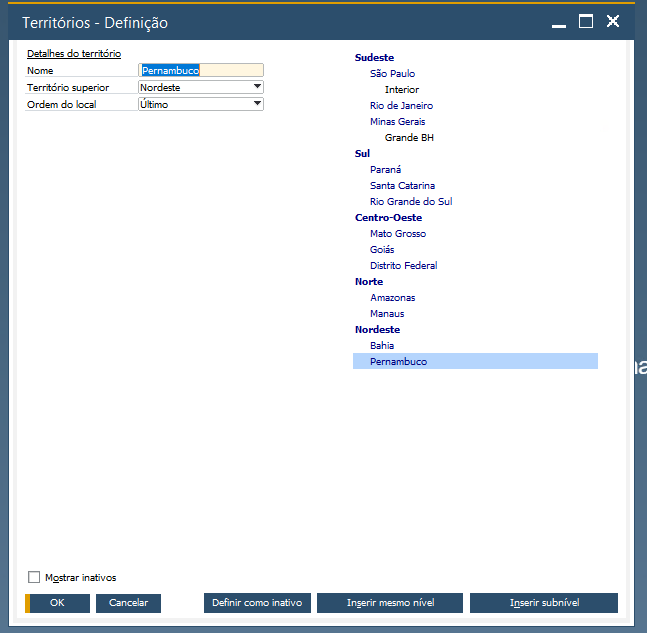 Territórios - Definição
Detalhes do território
Nome Pernambuco
Território superior Nordeste
Ordem do local Último
Sudeste
São Paulo
Interior
Rio de Janeiro
Minas Gerais
Grande BH
Sul
Paraná
Santa Catarina
Rio Grande do Sul
Centro-Oeste
Mato Grosso
Goiás
Distrito Federal
Norte
Amazonas
Manaus
Nordeste
Bahia
Pernambuco
Mostrar inativos
OK Cancelar Definir como inativo Inserir mesmo nível Inserir subnível